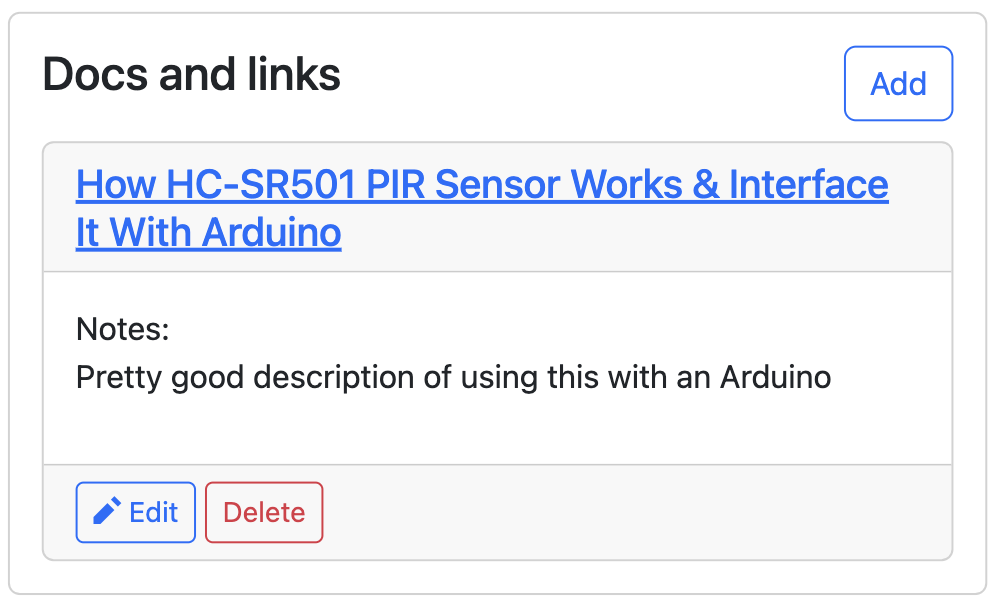 Docs and links
Add
How HC-SR501 PIR Sensor Works & Interface
It With Arduino
Notes:
Pretty good description of using this with an Arduino
Edit
Delete